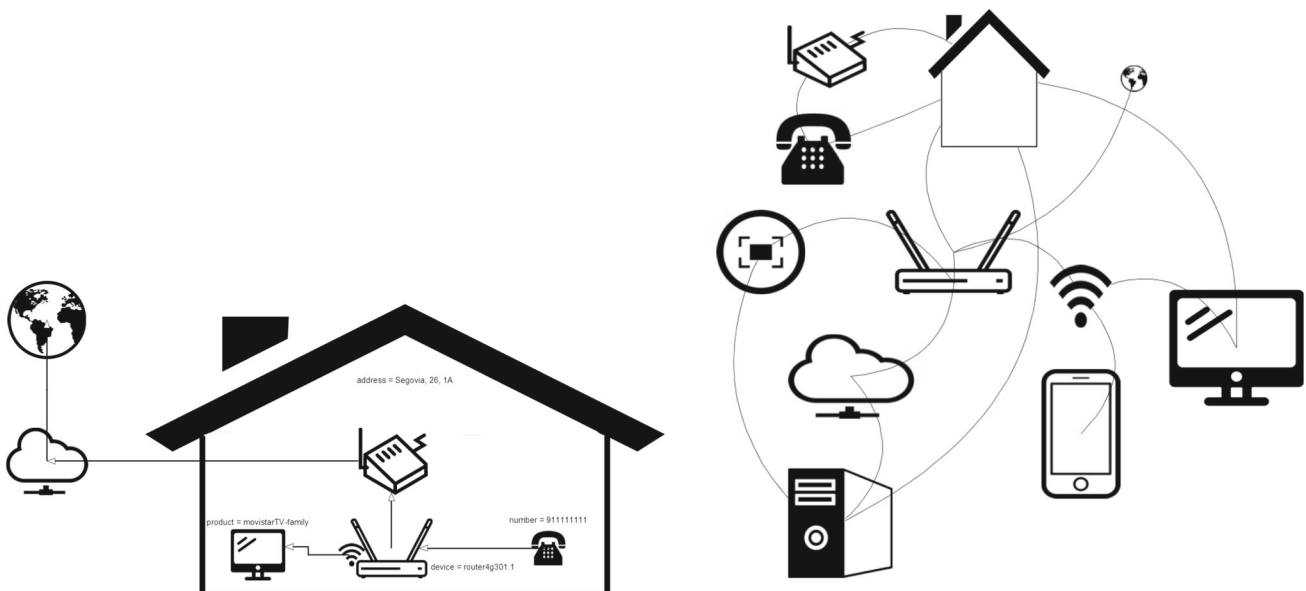 address = Segovia, 26, 1A
product = movistarTV-family
number = 911111111
device = router4g301.1